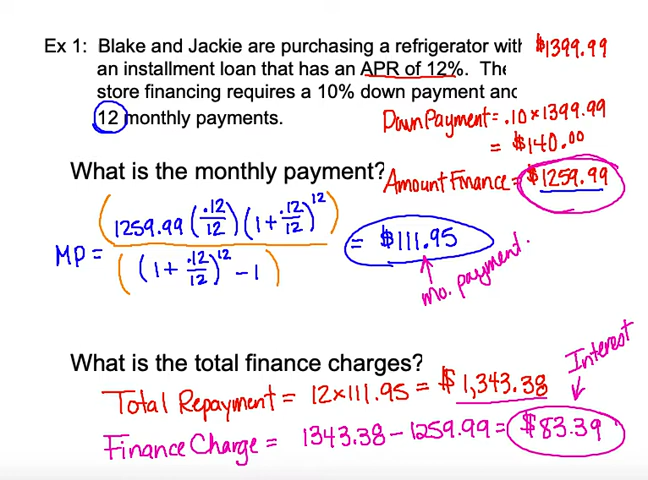 Ex 1: Blake and Jackie are purchasing a refrigerator with $1399.99
an installment loan that has an APR of 12%. The
store financing requires a 10% down payment and
12 monthly payments.
Down Payment = .10 x 1399.99
= $140.00
What is the monthly payment?
Amount Finance = $1259.99
MP = (1259.99 (.12/12) (1 + .12/12)^12) / ((1 + .12/12)^12 - 1) = $111.95
mo. payment.
What is the total finance charges?
Interest
Total Repayment = 12 x 111.95 = $1,343.38
Finance Charge = 1343.38 - 1259.99 = $83.39